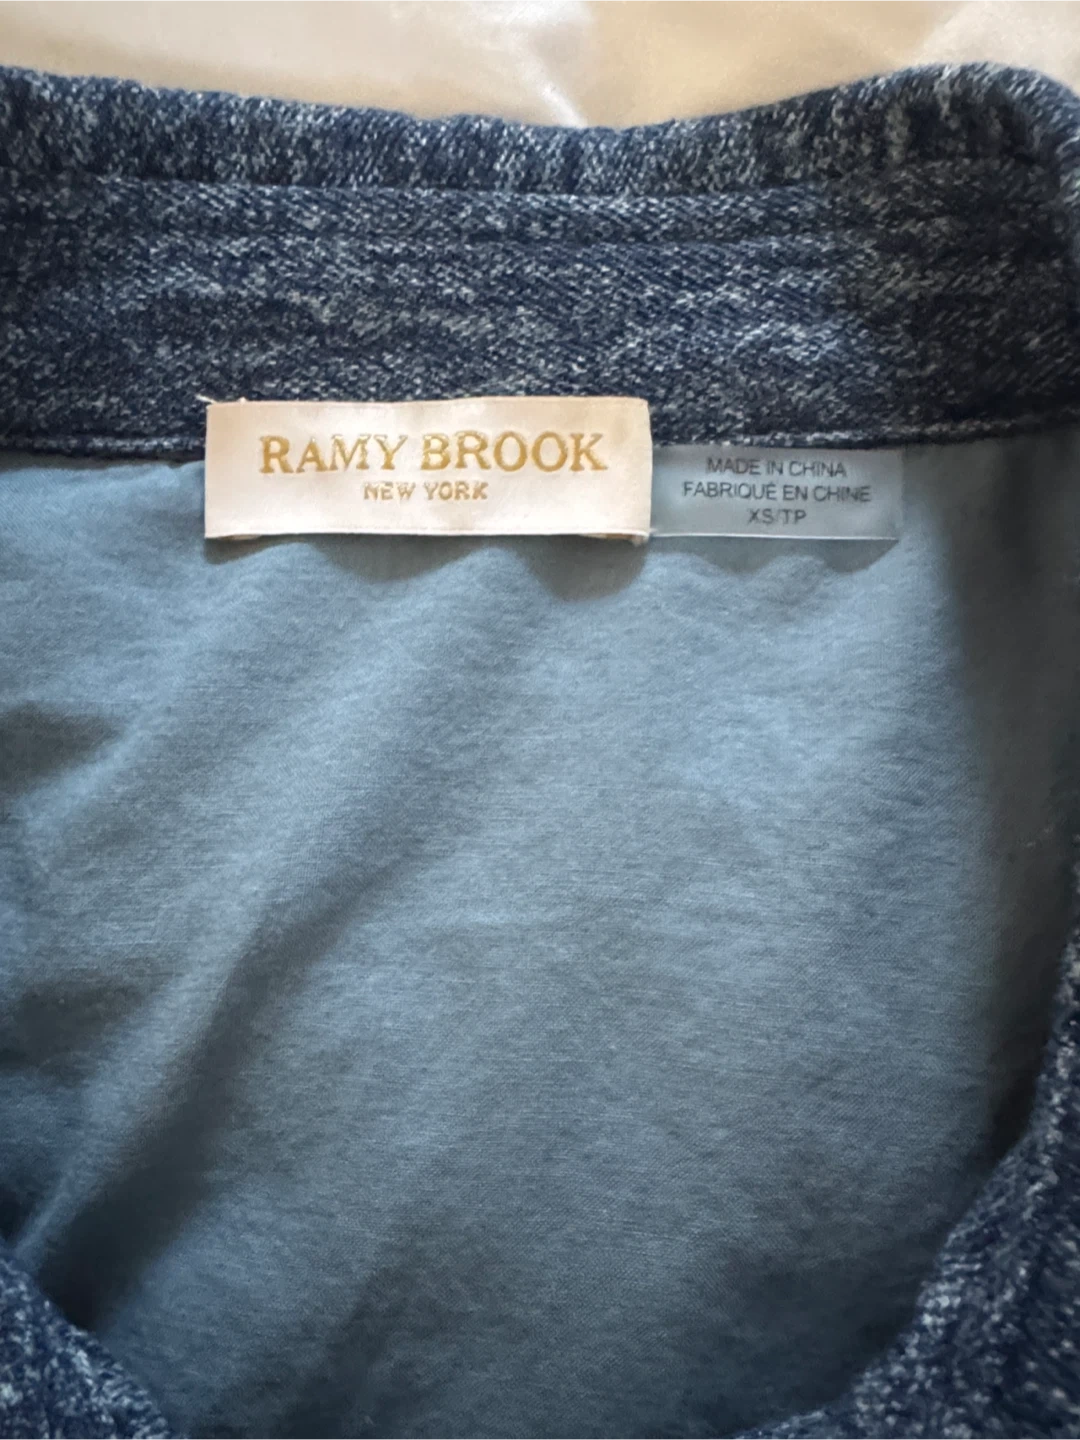 RAMY BROOK
NEW YORK
MADE IN CHINA
FABRIQUÉ EN CHINE
XS/TP